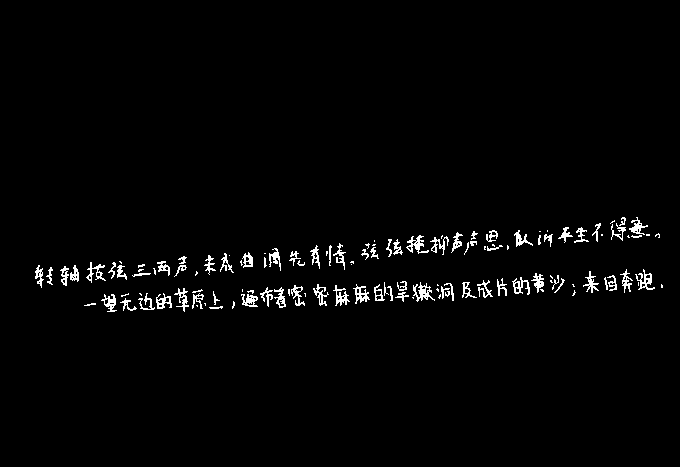 转轴拨弦三两声，未成曲调先有情。弦弦掩抑声声思，似诉平生不得意。
一望无边的草原上，遍布着密密麻麻的旱獭洞及成片的黄沙；来回奔跑.